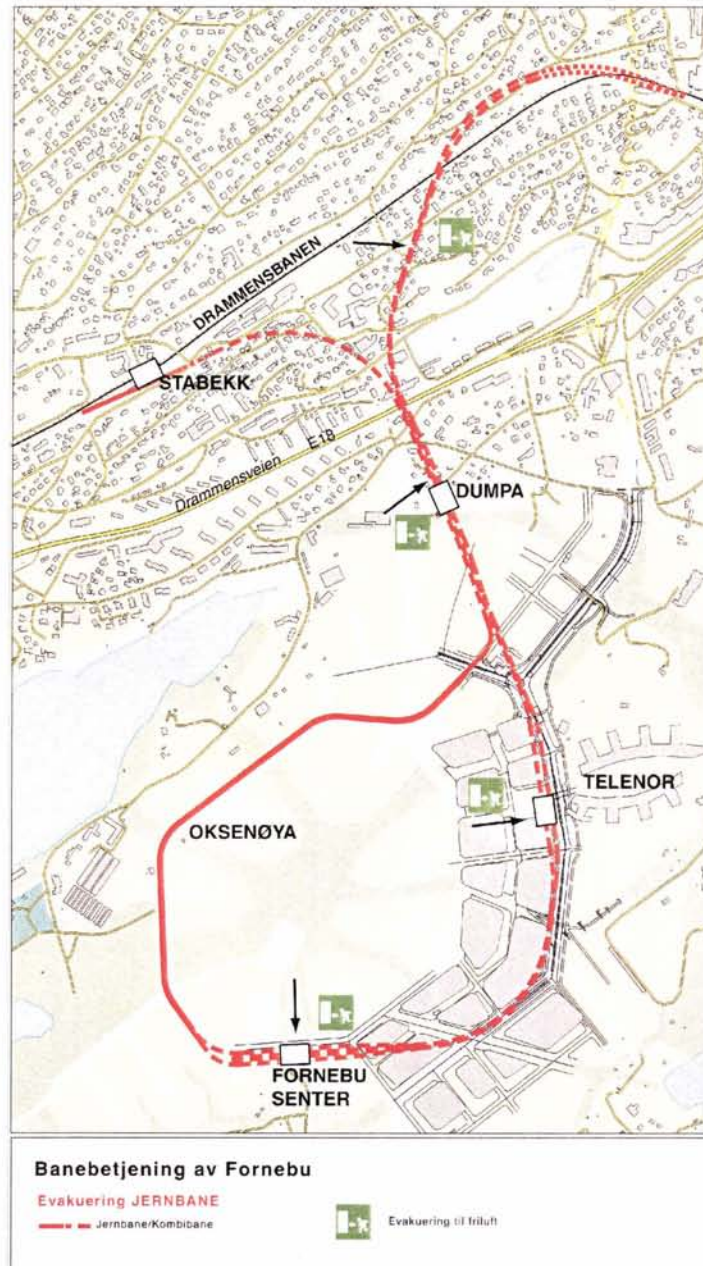 DRAMMENSBANEN
STABEKK
E18
Drammensveien
DUMPA
TELENOR
OKSENØYA
FORNEBU
SENTER
Banebetjening av Fornebu
Evakuering JERNBANE
Jernbane/Kombibane
Evakuering til friluft